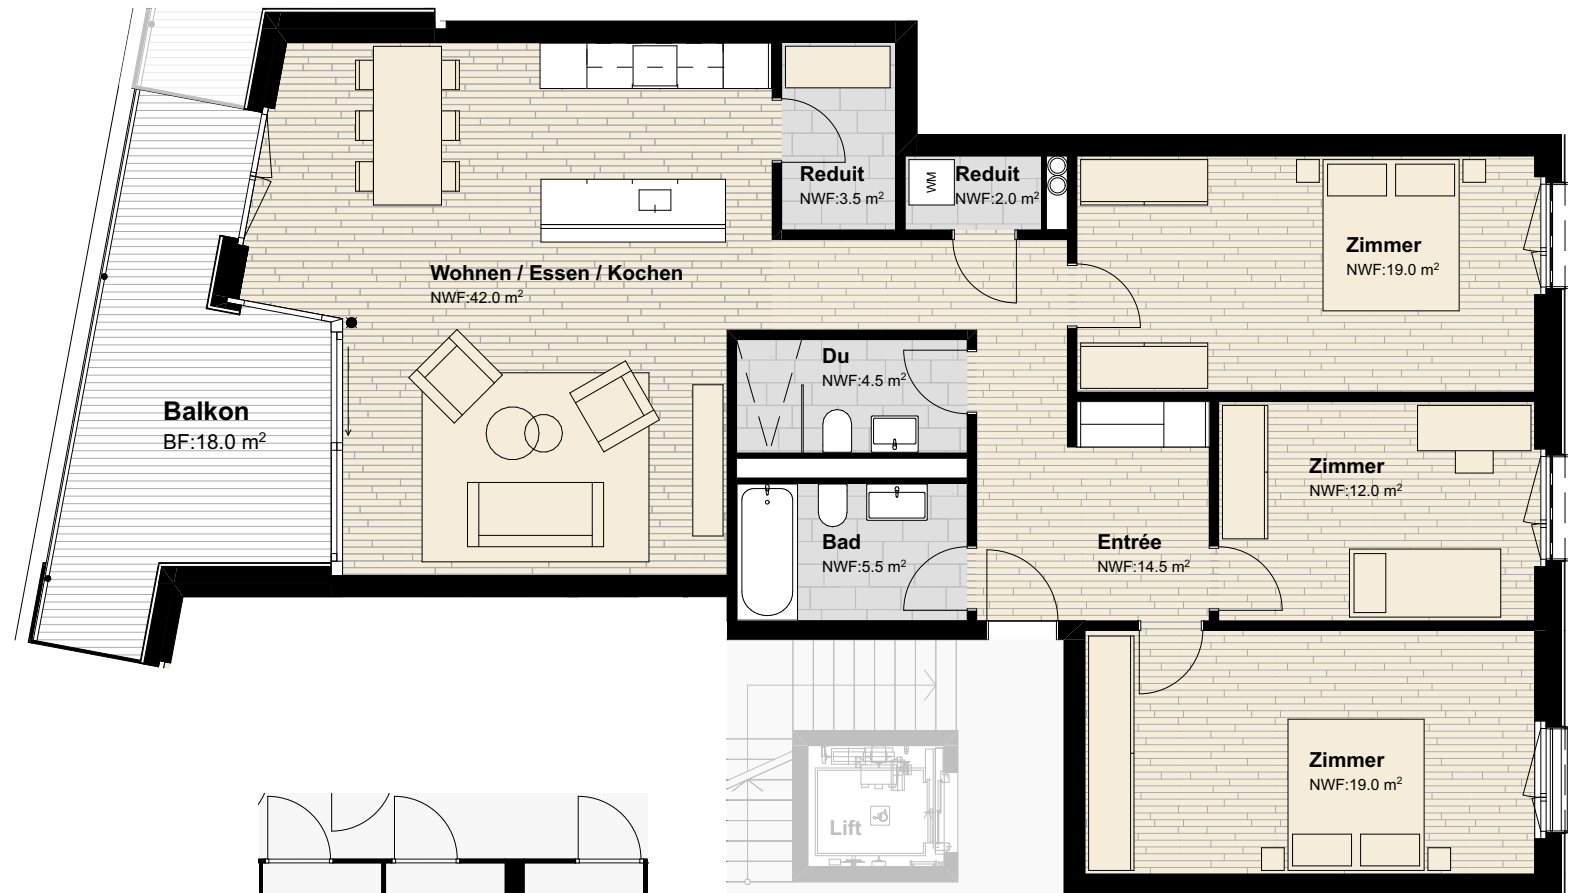 Reduit
NWF:3.5 m²
WM
Reduit
NWF:2.0 m²
Zimmer
NWF:19.0 m²
Wohnen / Essen / Kochen
NWF:42.0 m²
Du
NWF:4.5 m²
Balkon
BF:18.0 m²
Zimmer
NWF:12.0 m²
Bad
NWF:5.5 m²
Entrée
NWF:14.5 m²
Zimmer
NWF:19.0 m²
Lift